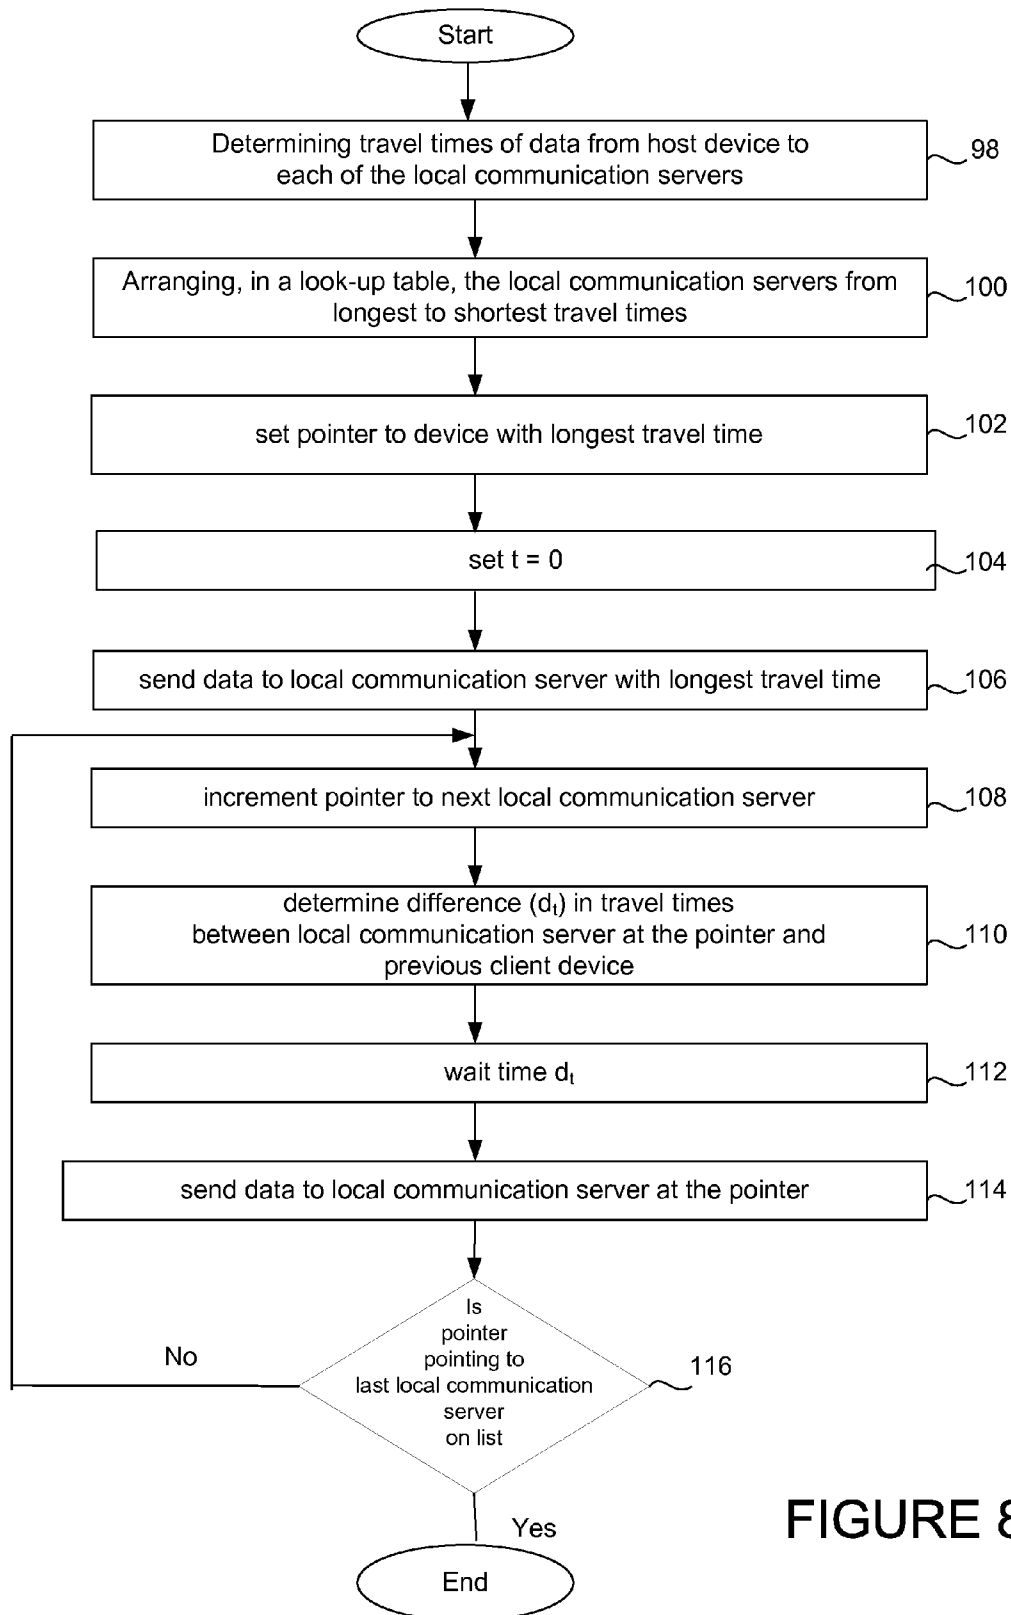 Start
Determining travel times of data from host device to
each of the local communication servers
98
Arranging, in a look-up table, the local communication servers from
longest to shortest travel times
100
set pointer to device with longest travel time
102
set t = 0
104
send data to local communication server with longest travel time
106
increment pointer to next local communication server
108
determine difference (dₜ) in travel times
between local communication server at the pointer and
previous client device
110
wait time dₜ
112
send data to local communication server at the pointer
114
Is
pointer
pointing to
last local communication
server
on list
116
No
Yes
End
FIGURE 8